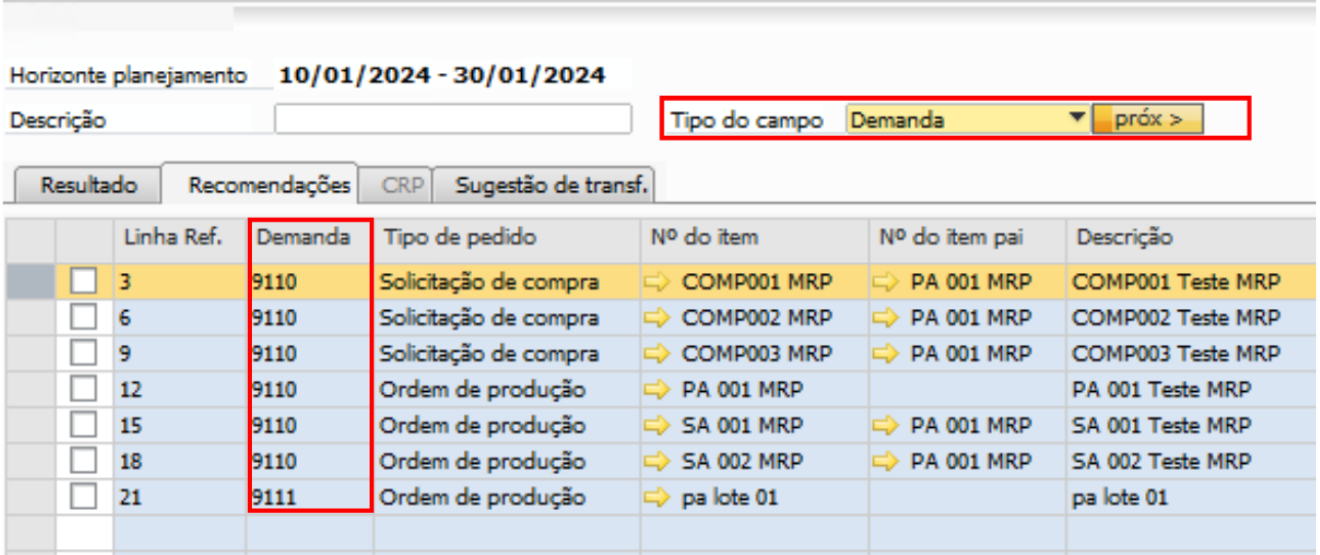 Horizonte planejamento 10/01/2024 - 30/01/2024
Descrição Tipo do campo Demanda próx >
Resultado Recomendações CRP Sugestão de transf.
Linha Ref. Demanda Tipo de pedido Nº do item Nº do item pai Descrição
3 9110 Solicitação de compra COMP001 MRP PA 001 MRP COMP001 Teste MRP
6 9110 Solicitação de compra COMP002 MRP PA 001 MRP COMP002 Teste MRP
9 9110 Solicitação de compra COMP003 MRP PA 001 MRP COMP003 Teste MRP
12 9110 Ordem de produção PA 001 MRP PA 001 Teste MRP
15 9110 Ordem de produção SA 001 MRP PA 001 MRP SA 001 Teste MRP
18 9110 Ordem de produção SA 002 MRP PA 001 MRP SA 002 Teste MRP
21 9111 Ordem de produção pa lote 01 pa lote 01